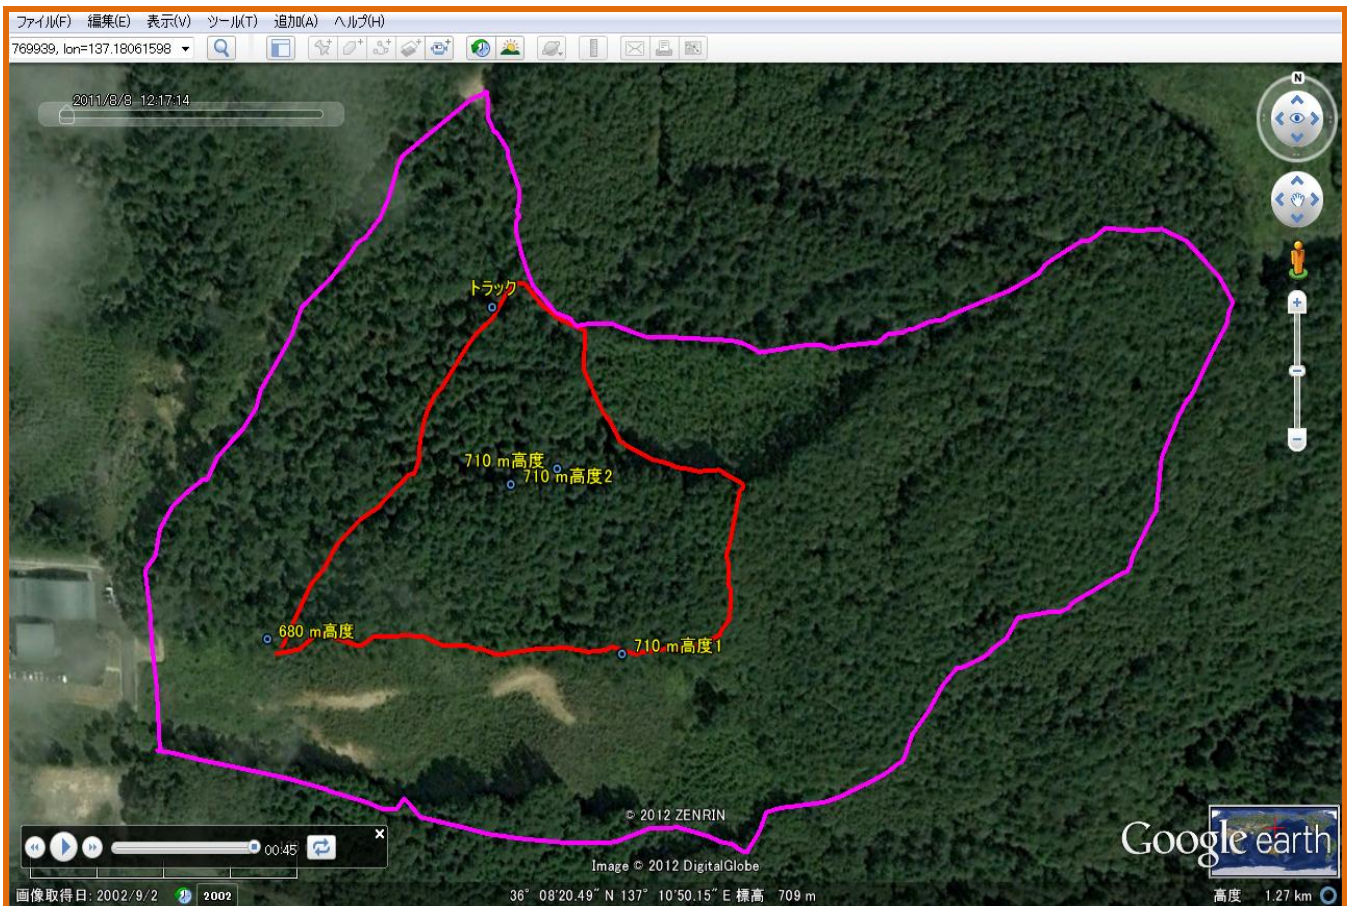 ファイル(F) 編集(E) 表示(V) ツール(T) 追加(A) ヘルプ(H)
769939, lon=137.18061598
2011/8/8 12:17:14
N
トラック
710 m高度
710 m高度2
680 m高度
710 m高度1
© 2012 ZENRIN
Image © 2012 DigitalGlobe
Google earth
00:45
画像取得日: 2002/9/2 2002
36° 08'20.49" N 137° 10'50.15" E 標高 709 m
高度 1.27 km